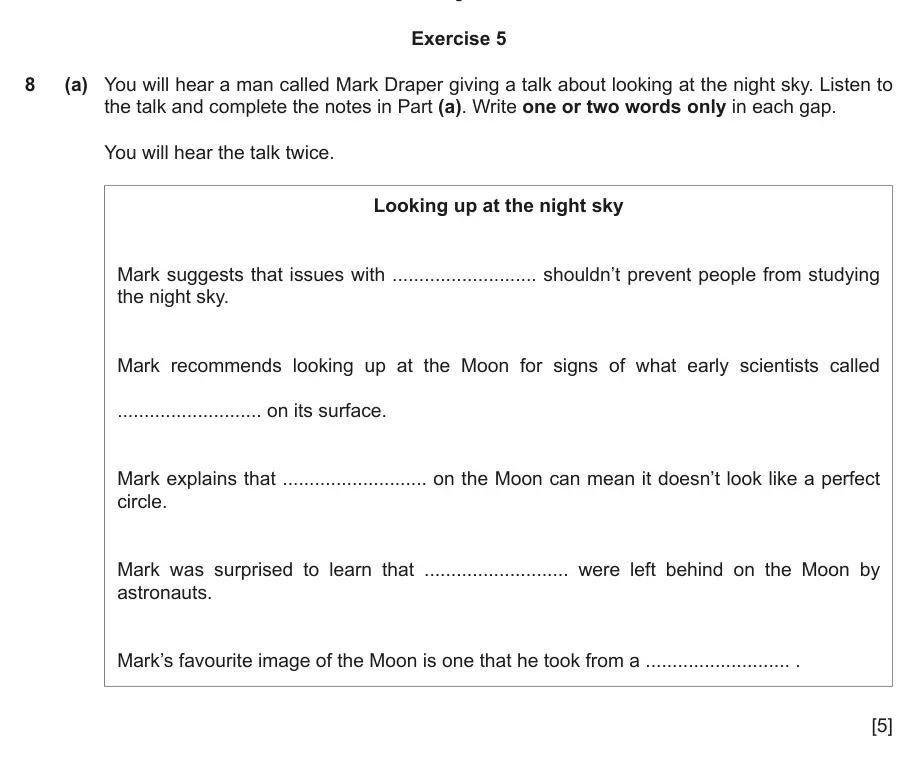 Exercise 5
8 (a) You will hear a man called Mark Draper giving a talk about looking at the night sky. Listen to
the talk and complete the notes in Part (a). Write one or two words only in each gap.
You will hear the talk twice.
Looking up at the night sky
Mark suggests that issues with ........................... shouldn’t prevent people from studying
the night sky.
Mark recommends looking up at the Moon for signs of what early scientists called
........................... on its surface.
Mark explains that ........................... on the Moon can mean it doesn’t look like a perfect
circle.
Mark was surprised to learn that ........................... were left behind on the Moon by
astronauts.
Mark’s favourite image of the Moon is one that he took from a ........................... .
[5]